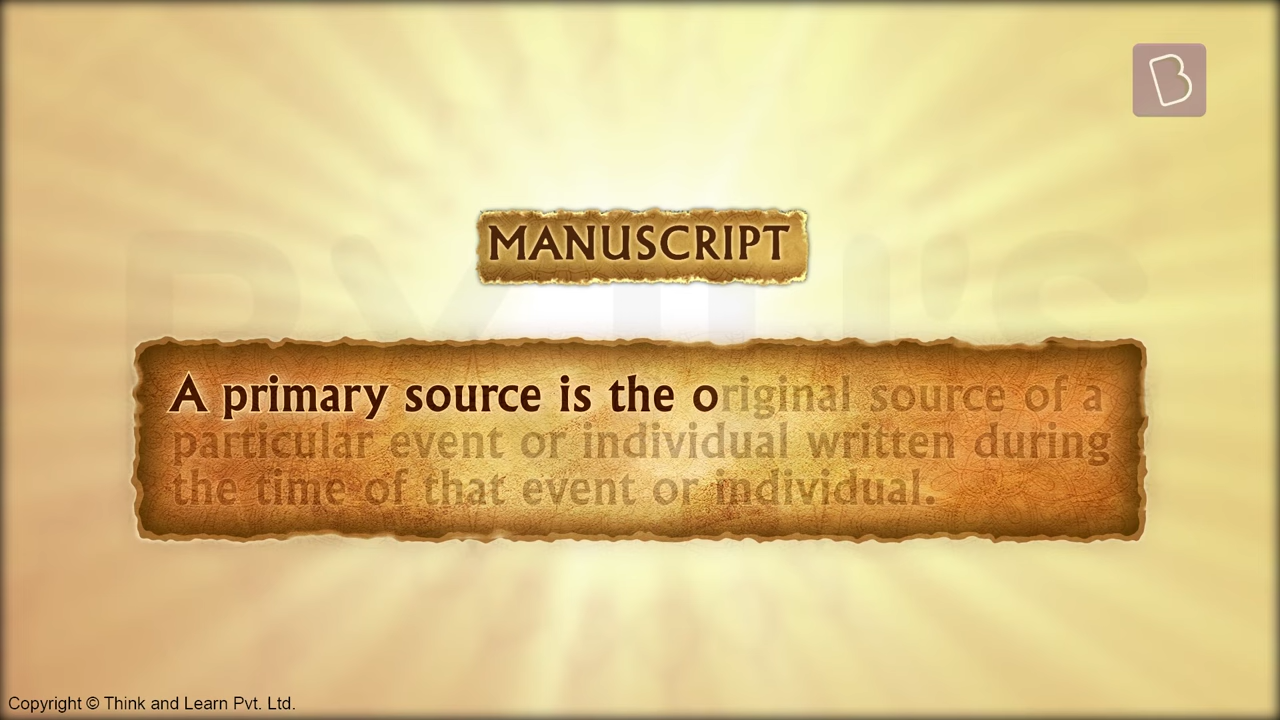 B
MANUSCRIPT
BYJU'S
A primary source is the original source of a
particular event or individual written during
the time of that event or individual.
Copyright © Think and Learn Pvt. Ltd.